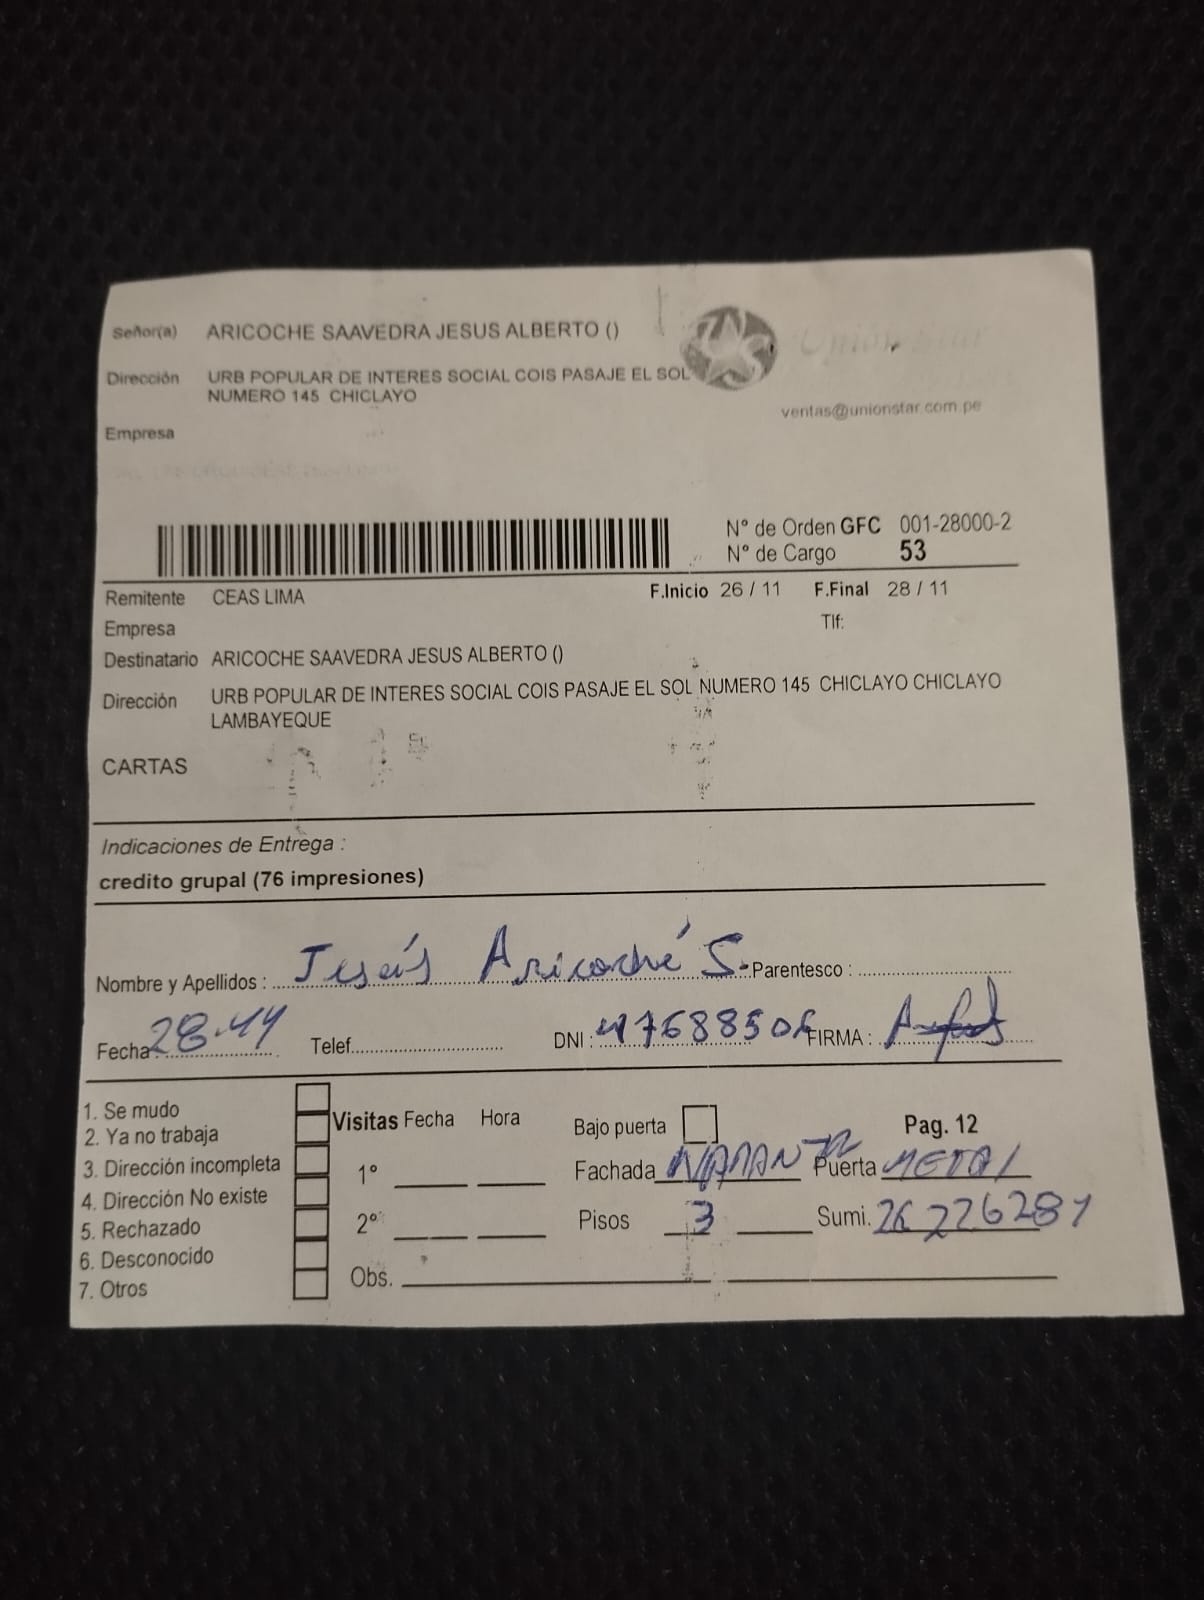 Señor(a) ARICOCHE SAAVEDRA JESUS ALBERTO ()
Dirección URB POPULAR DE INTERES SOCIAL COIS PASAJE EL SOL
NUMERO 145 CHICLAYO
Union Star
ventas@unionstar.com.pe
Empresa
N° de Orden GFC 001-28000-2
N° de Cargo 53
Remitente CEAS LIMA F.Inicio 26 / 11 F.Final 28 / 11
Empresa Tlf:
Destinatario ARICOCHE SAAVEDRA JESUS ALBERTO ()
Dirección URB POPULAR DE INTERES SOCIAL COIS PASAJE EL SOL NUMERO 145 CHICLAYO CHICLAYO
LAMBAYEQUE
CARTAS
Indicaciones de Entrega :
credito grupal (76 impresiones)
Nombre y Apellidos : Jesús Aricoché S. Parentesco :
Fecha 28-11 Telef. DNI : FIRMA :
1. Se mudo
2. Ya no trabaja
3. Dirección incompleta
4. Dirección No existe
5. Rechazado
6. Desconocido
7. Otros
Visitas Fecha Hora
1°
2°
Obs.
Bajo puerta Pag. 12
Fachada Puerta METAL
Pisos 3 Sumi.